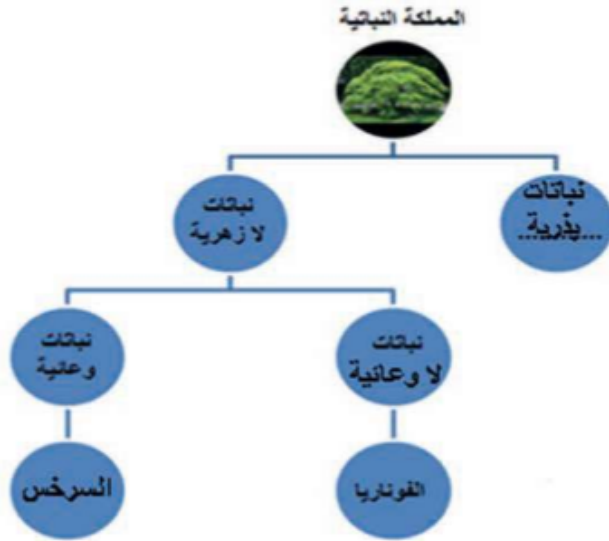 المملكة النباتية
نباتات
بذرية
نباتات
لا زهرية
نباتات
لا وعائية
نباتات
وعائية
الفوناريا
السرخس